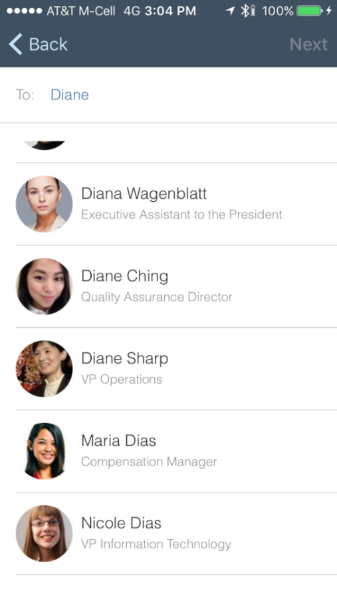 AT&T M-Cell 4G 3:04 PM 100%
Back Next
To: Diane
Diana Wagenblatt
Executive Assistant to the President
Diane Ching
Quality Assurance Director
Diane Sharp
VP Operations
Maria Dias
Compensation Manager
Nicole Dias
VP Information Technology